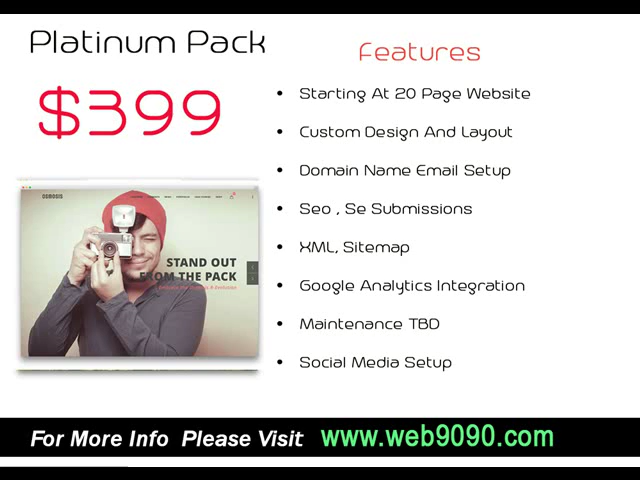 Platinum Pack
$399
Features
Starting At 20 Page Website
Custom Design And Layout
Domain Name Email Setup
Seo , Se Submissions
XML, Sitemap
Google Analytics Integration
Maintenance TBD
Social Media Setup
STAND OUT
FROM THE PACK
For More Info Please Visit www.web9090.com